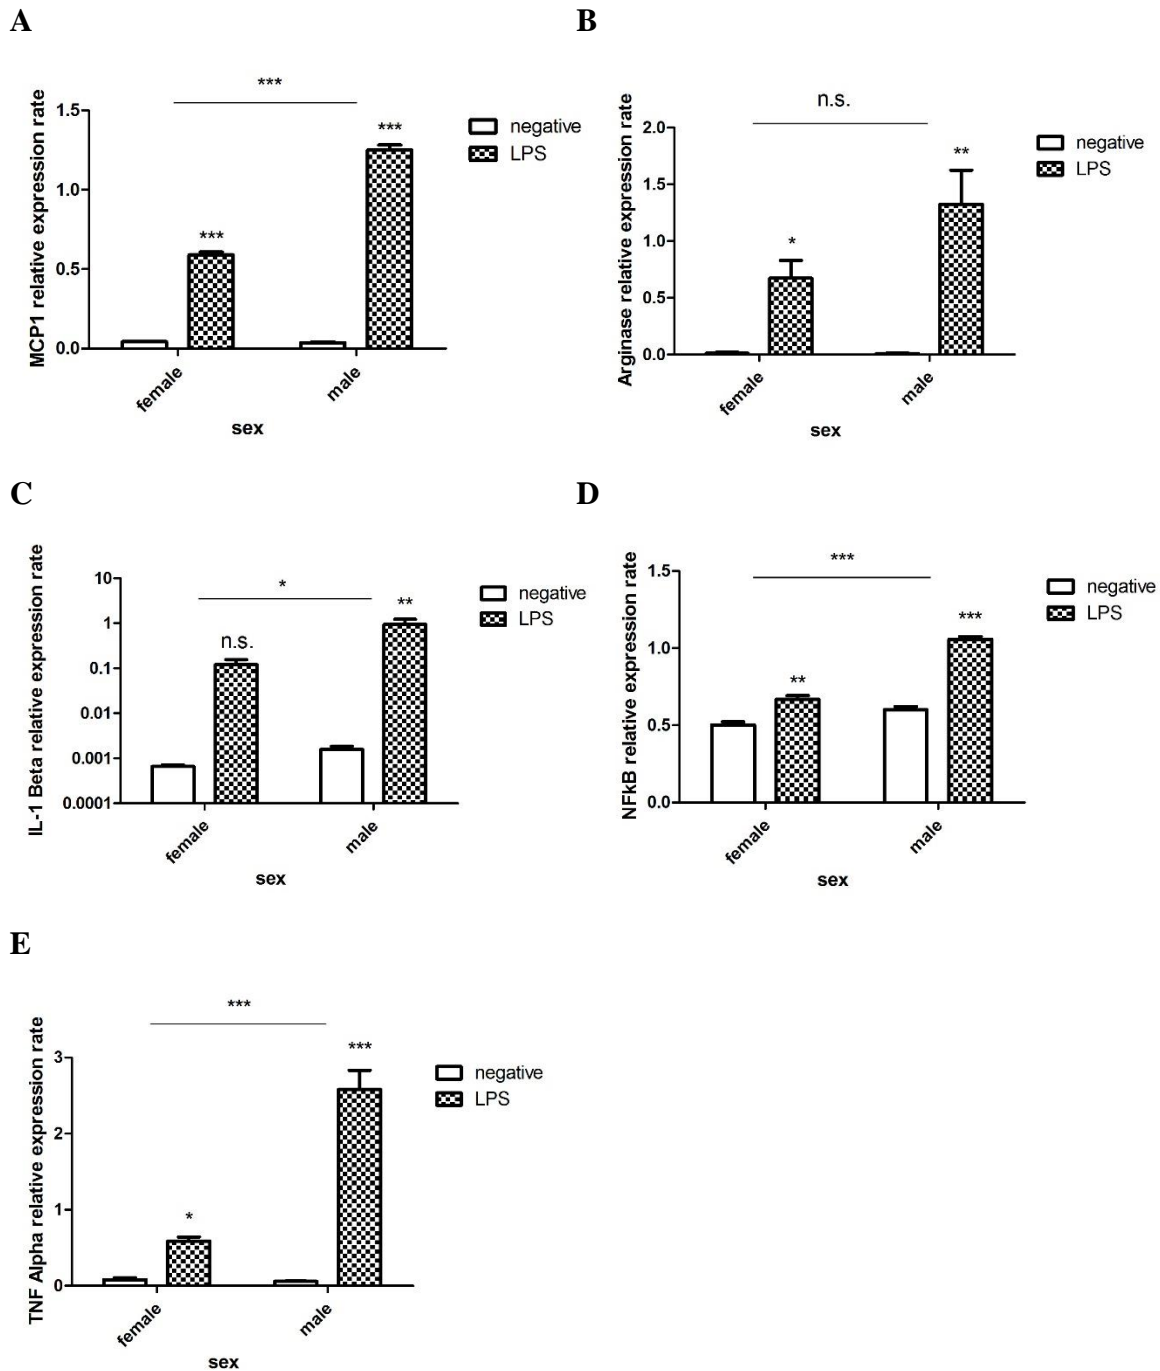 A
***
1.5
1.0
0.5
0.0
MCP1 relative expression rate
***
***
female
male
sex
negative
LPS
B
n.s.
2.0
1.5
1.0
0.5
0.0
Arginase relative expression rate
*
**
female
male
sex
negative
LPS
C
*
10
1
0.1
0.01
0.001
0.0001
IL-1 Beta relative expression rate
n.s.
**
female
male
sex
negative
LPS
D
***
1.5
1.0
0.5
0.0
NFkB relative expression rate
**
***
female
male
sex
negative
LPS
E
***
3
2
1
0
TNF Alpha relative expression rate
*
***
female
male
sex
negative
LPS